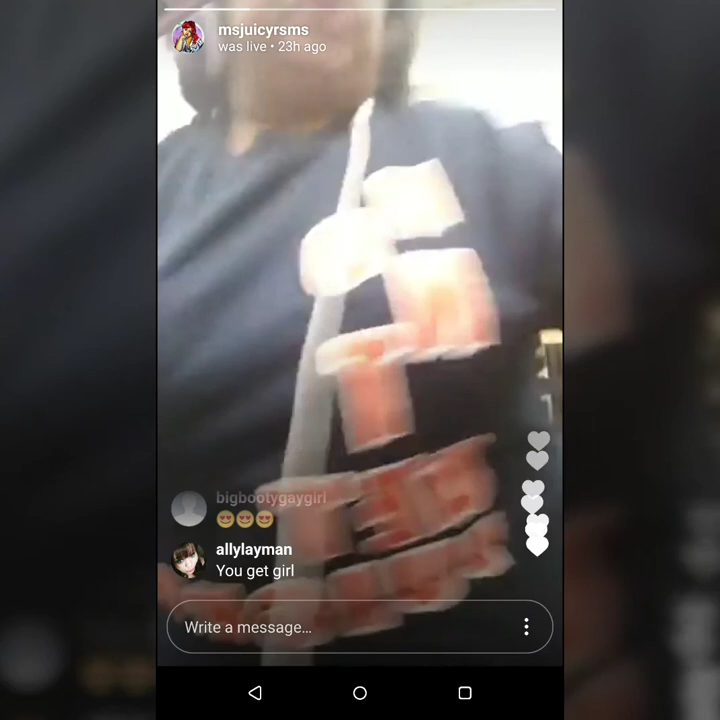 msjuicyrsms
was live • 23h ago
bigbootygaygirl
😍😍😍
allylayman
You get girl
Write a message...